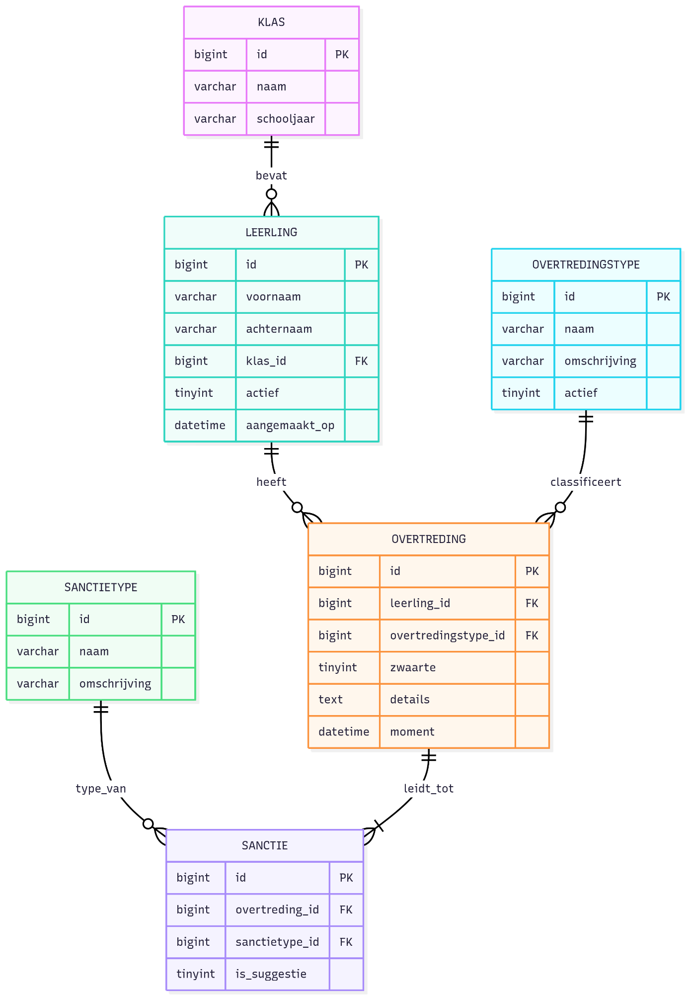 KLAS
bigint id PK
varchar naam
varchar schooljaar
bevat
LEERLING
bigint id PK
varchar voornaam
varchar achternaam
bigint klas_id FK
tinyint actief
datetime aangemaakt_op
OVERTREDINGSTYPE
bigint id PK
varchar naam
varchar omschrijving
tinyint actief
heeft
classificeert
OVERTREDING
bigint id PK
bigint leerling_id FK
bigint overtredingstype_id FK
tinyint zwaarte
text details
datetime moment
SANCTIETYPE
bigint id PK
varchar naam
varchar omschrijving
type_van
leidt_tot
SANCTIE
bigint id PK
bigint overtreding_id FK
bigint sanctietype_id FK
tinyint is_suggestie